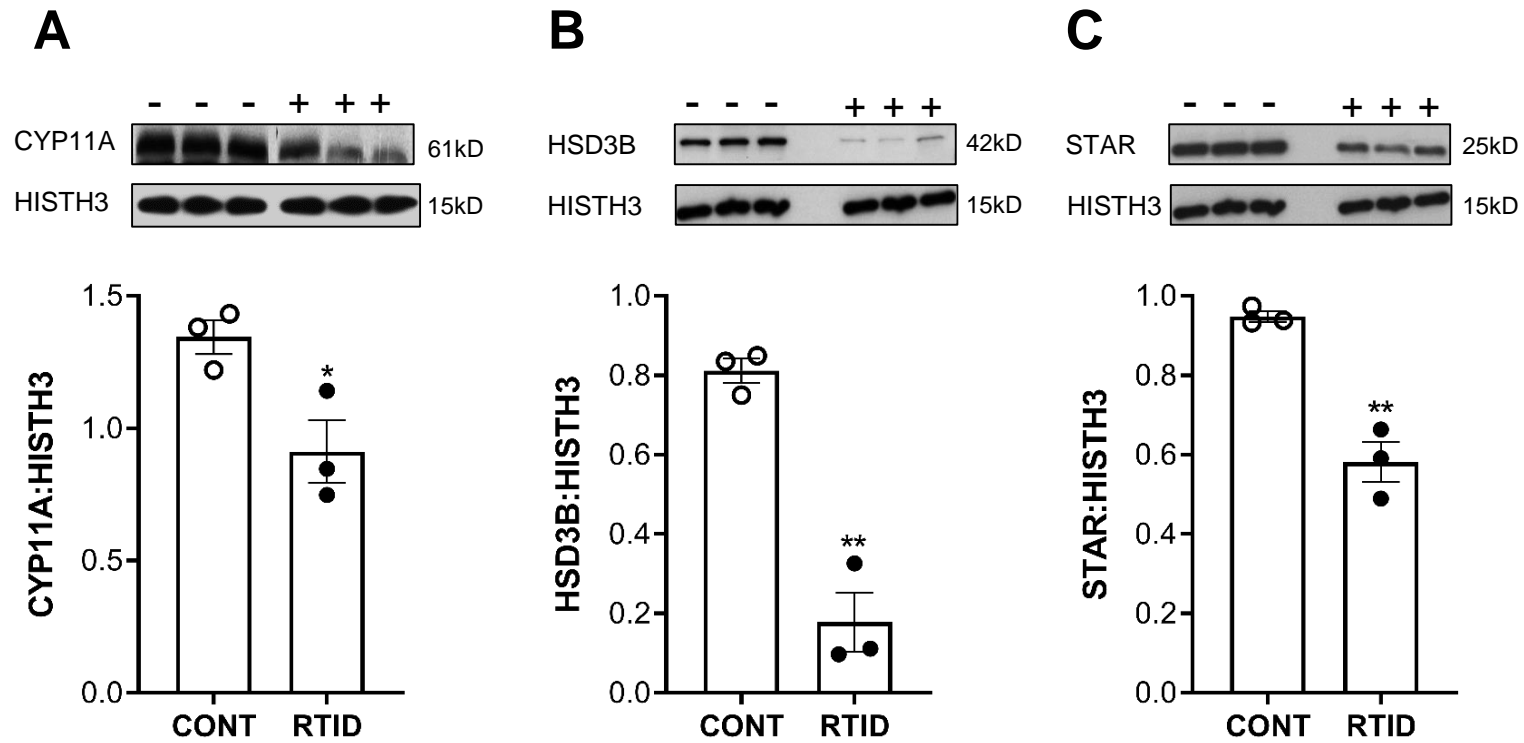 A
- - - + + +
CYP11A
61kD
HISTH3
15kD
1.5
1.0
0.5
0.0
CYP11A:HISTH3
*
CONT RTID
B
- - - + + +
HSD3B
42kD
HISTH3
15kD
1.0
0.8
0.6
0.4
0.2
0.0
HSD3B:HISTH3
**
CONT RTID
C
- - - + + +
STAR
25kD
HISTH3
15kD
1.0
0.8
0.6
0.4
0.2
0.0
STAR:HISTH3
**
CONT RTID